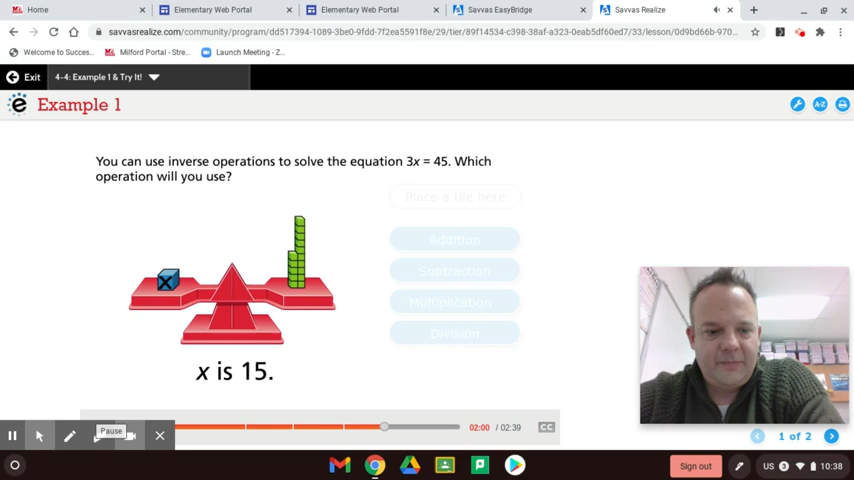 Home
Elementary Web Portal
Elementary Web Portal
Savvas EasyBridge
Savvas Realize
savvasrealize.com/community/program/dd517394-1089-3be0-9fdd-7f2ea5591f8e/29/tier/89f14534-c398-38af-a323-0eab5df60ed7/33/lesson/0d9bd66b-970...
Welcome to Succes...
Milford Portal - Stre...
Launch Meeting - Z...
Exit
4-4: Example 1 & Try It!
e
Example 1
A-Z
You can use inverse operations to solve the equation 3x = 45. Which
operation will you use?
Place a tile here
Addition
Subtraction
Multiplication
Division
X
x is 15.
Pause
02:00 / 02:39
CC
1 of 2
Sign out
US
3
10:38